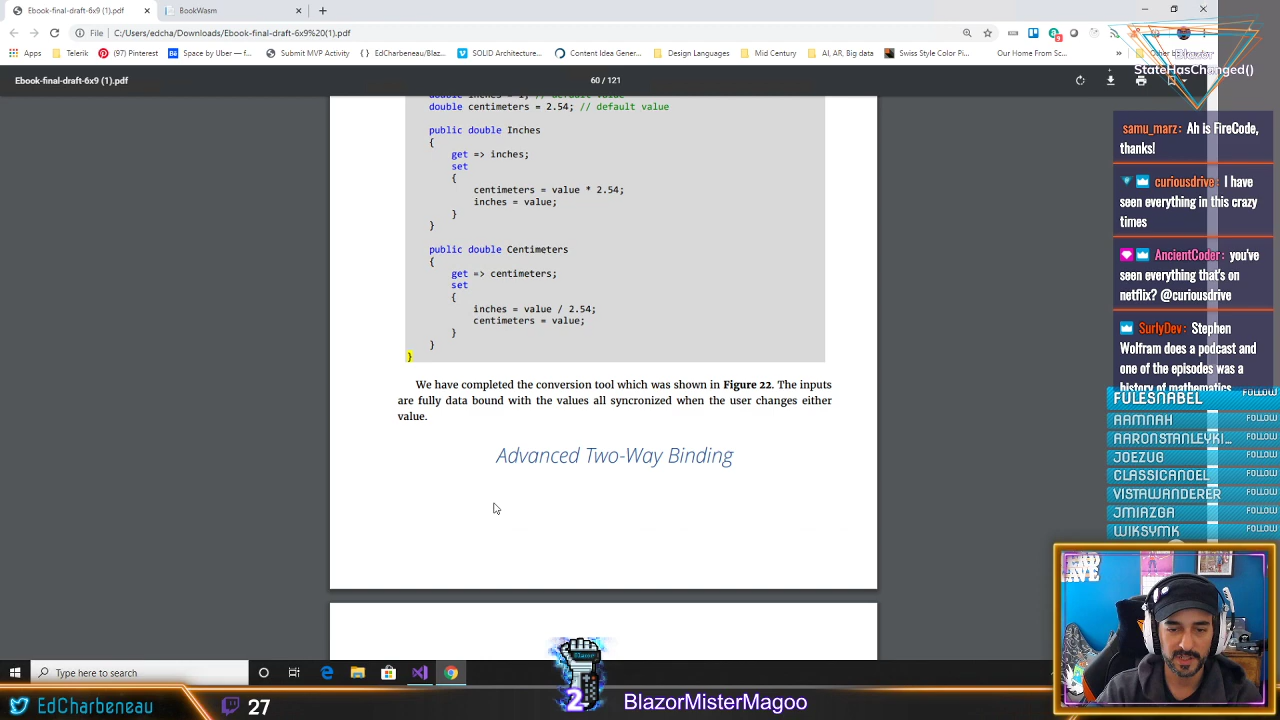 Ebook-final-draft-6x9 (1).pdf
BookWasm
File
C:/Users/edcha/Downloads/Ebook-final-draft-6x9%20(1).pdf
Apps
Telerik
(97) Pinterest
Space by Uber — f...
Submit MVP Activity
EdCharbeneau/Blaz...
SOLID Architecture...
Content Idea Gener...
Design Languages
Mid Century
AI, AR, Big data
Swiss Style Color Pi...
Our Home From Sc...
Ebook-final-draft-6x9 (1).pdf
60 / 121
Blazor
StateHasChanged()
double centimeters = 2.54; // default value
public double Inches
{
get => inches;
set
{
centimeters = value * 2.54;
inches = value;
}
}
public double Centimeters
{
get => centimeters;
set
{
inches = value / 2.54;
centimeters = value;
}
}
}
We have completed the conversion tool which was shown in Figure 22. The inputs
are fully data bound with the values all syncronized when the user changes either
value.
Advanced Two-Way Binding
samu_marz: Ah is FireCode,
thanks!
curiousdrive: I have
seen everything in this crazy
times
AncientCoder: you've
seen everything that's on
netflix? @curiousdrive
SurlyDev: Stephen
Wolfram does a podcast and
one of the episodes was a
history of mathematics
FULESNABEL FOLLOW
AAMNAH FOLLOW
AARONSTANLEYKI... FOLLOW
JOEZUG FOLLOW
CLASSICANOEL FOLLOW
VISTAWANDERER FOLLOW
JMIAZGA FOLLOW
WIKSYMK FOLLOW
Type here to search
Blazor
2
EdCharbeneau
27
BlazorMisterMagoo